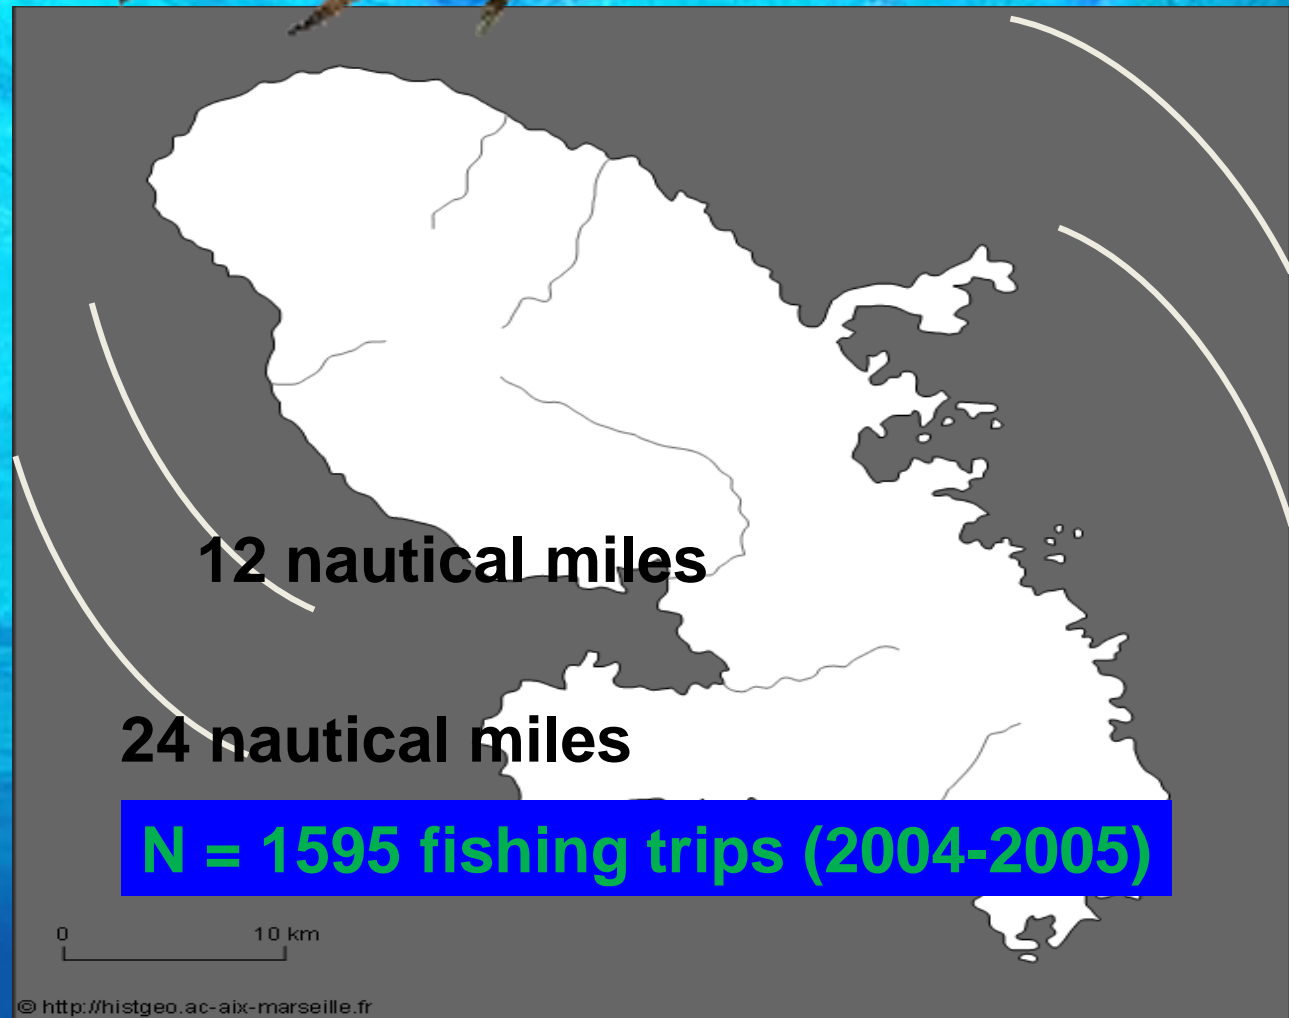 12 nautical miles
24 nautical miles
N = 1595 fishing trips (2004-2005)
0 10 km
© http://histgeo.ac-aix-marseille.fr